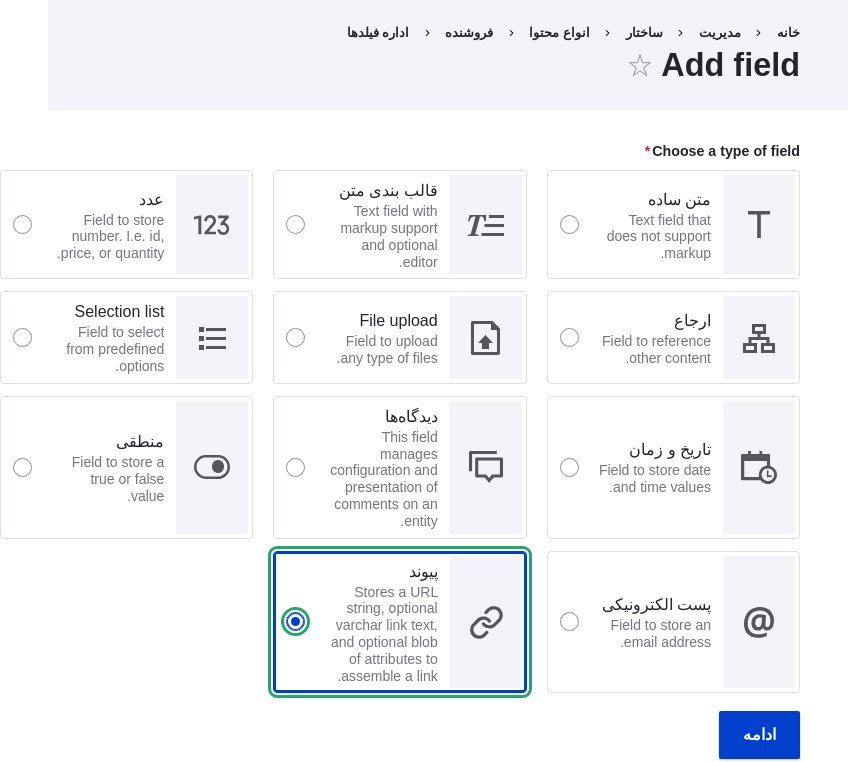 خانه › مدیریت › ساختار › انواع محتوا › فروشنده › اداره فیلدها
Add field ☆
Choose a type of field*
متن ساده
Text field that
does not support
.markup
قالب بندی متن
Text field with
markup support
and optional
.editor
عدد
Field to store
number. I.e. id,
.price, or quantity
ارجاع
Field to reference
.other content
File upload
Field to upload
.any type of files
Selection list
Field to select
from predefined
.options
تاریخ و زمان
Field to store date
.and time values
دیدگاه‌ها
This field
manages
configuration and
presentation of
comments on an
.entity
منطقی
Field to store a
true or false
.value
پست الکترونیکی
Field to store an
.email address
پیوند
Stores a URL
string, optional
varchar link text,
and optional blob
of attributes to
.assemble a link
ادامه